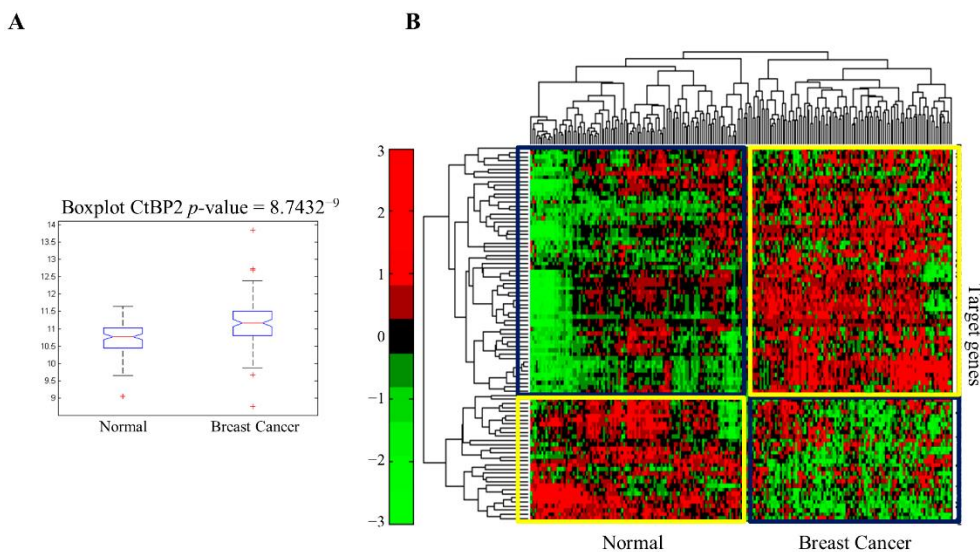 A
B
Boxplot CtBP2 p-value = 8.7432⁻⁹
14
13.5
13
12.5
12
11.5
11
10.5
10
9.5
9
Normal
Breast Cancer
3
2
1
0
−1
−2
−3
Target genes
Normal
Breast Cancer